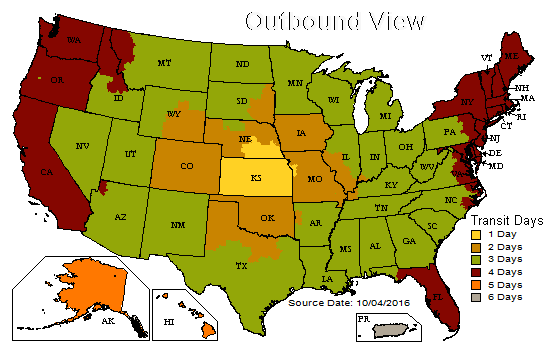 Outbound View
WA
OR
CA
ID
NV
MT
WY
UT
AZ
CO
NM
ND
SD
NE
KS
OK
TX
MN
IA
MO
AR
LA
WI
IL
MI
IN
OH
KY
TN
MS
AL
GA
FL
SC
NC
VA
WV
PA
NY
VT
ME
NH
MA
RI
CT
NJ
DE
MD
AK
HI
PR
Transit Days
1 Day
2 Days
3 Days
4 Days
5 Days
6 Days
Source Date: 10/04/2016